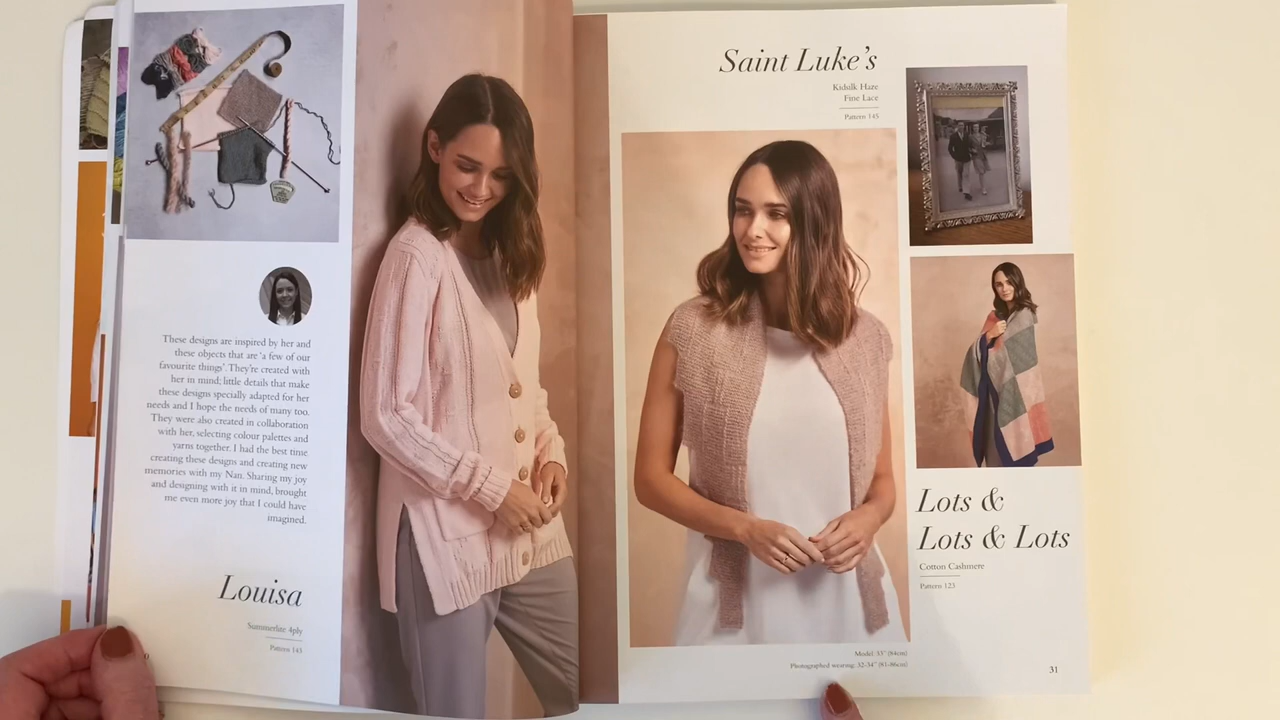 These designs are inspired by her and
these objects that are 'a few of our
favourite things'. They're created with
her in mind; little details that make
these designs specially adapted for her
needs and I hope the needs of many too.
They were also created in collaboration
with her, selecting colour palettes and
yarns together. I had the best time
creating these designs and creating new
memories with my Nan. Sharing my joy
and designing with it in mind, brought
me even more joy that I could have
imagined.
Louisa
Summerlite 4ply
Pattern 143
Saint Luke's
Kidsilk Haze
Fine Lace
Pattern 145
Model: 33" (84cm)
Photographed wearing: 32-34" (81-86cm)
Lots &
Lots & Lots
Cotton Cashmere
Pattern 123
31